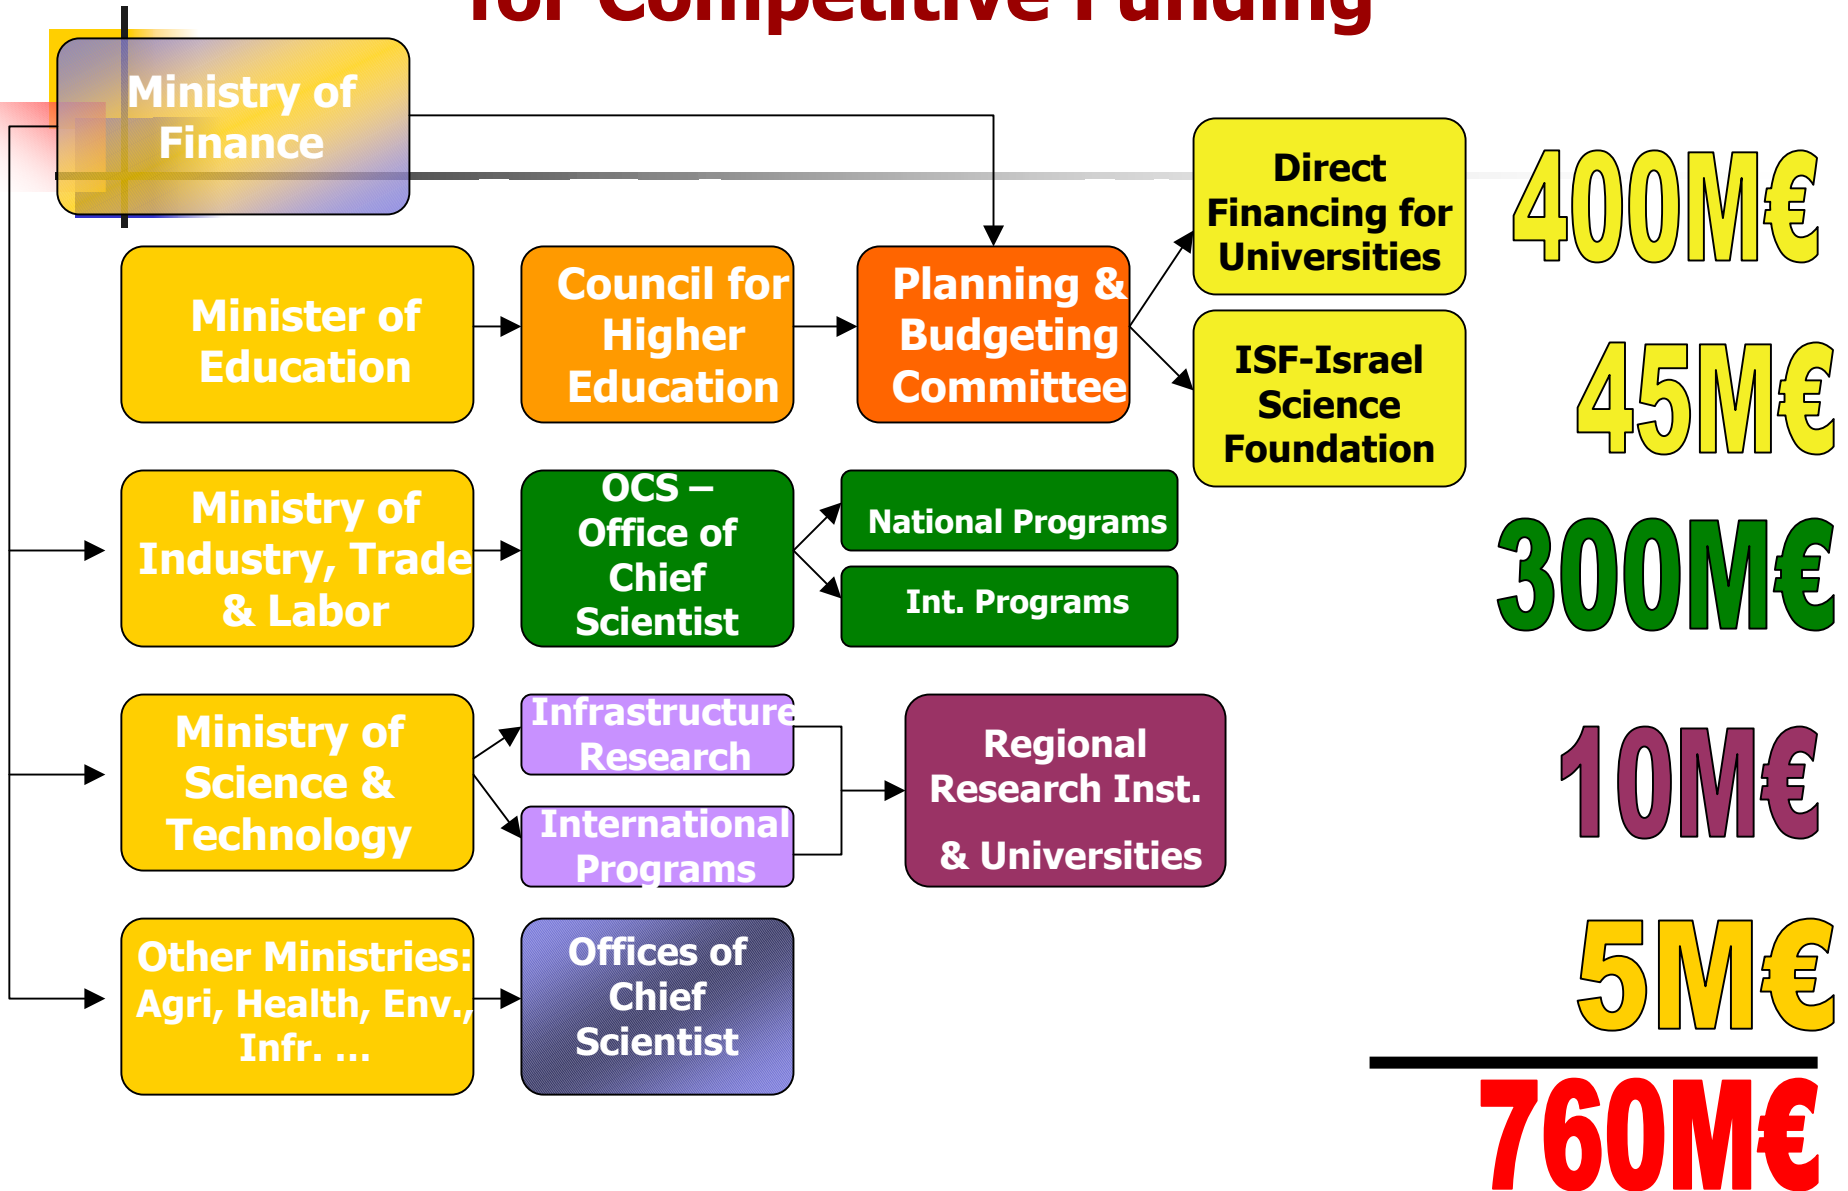 for Competitive Funding
Ministry of
Finance
Direct
Financing for
Universities
400M€
Minister of
Education
Council for
Higher
Education
Planning &
Budgeting
Committee
ISF-Israel
Science
Foundation
45M€
Ministry of
Industry, Trade
& Labor
OCS –
Office of
Chief
Scientist
National Programs
Int. Programs
300M€
Ministry of
Science &
Technology
Infrastructure
Research
International
Programs
Regional
Research Inst.
& Universities
10M€
Other Ministries:
Agri, Health, Env.,
Infr. ...
Offices of
Chief
Scientist
5M€
760M€